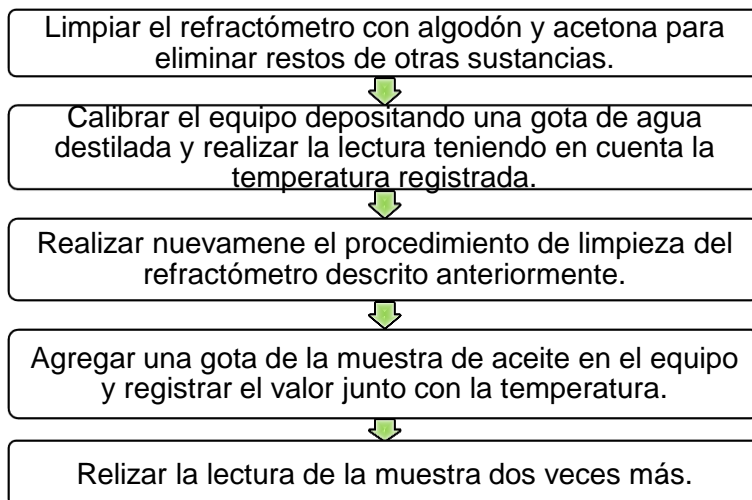 Limpiar el refractómetro con algodón y acetona para
eliminar restos de otras sustancias.
Calibrar el equipo depositando una gota de agua
destilada y realizar la lectura teniendo en cuenta la
temperatura registrada.
Realizar nuevamene el procedimiento de limpieza del
refractómetro descrito anteriormente.
Agregar una gota de la muestra de aceite en el equipo
y registrar el valor junto con la temperatura.
Relizar la lectura de la muestra dos veces más.